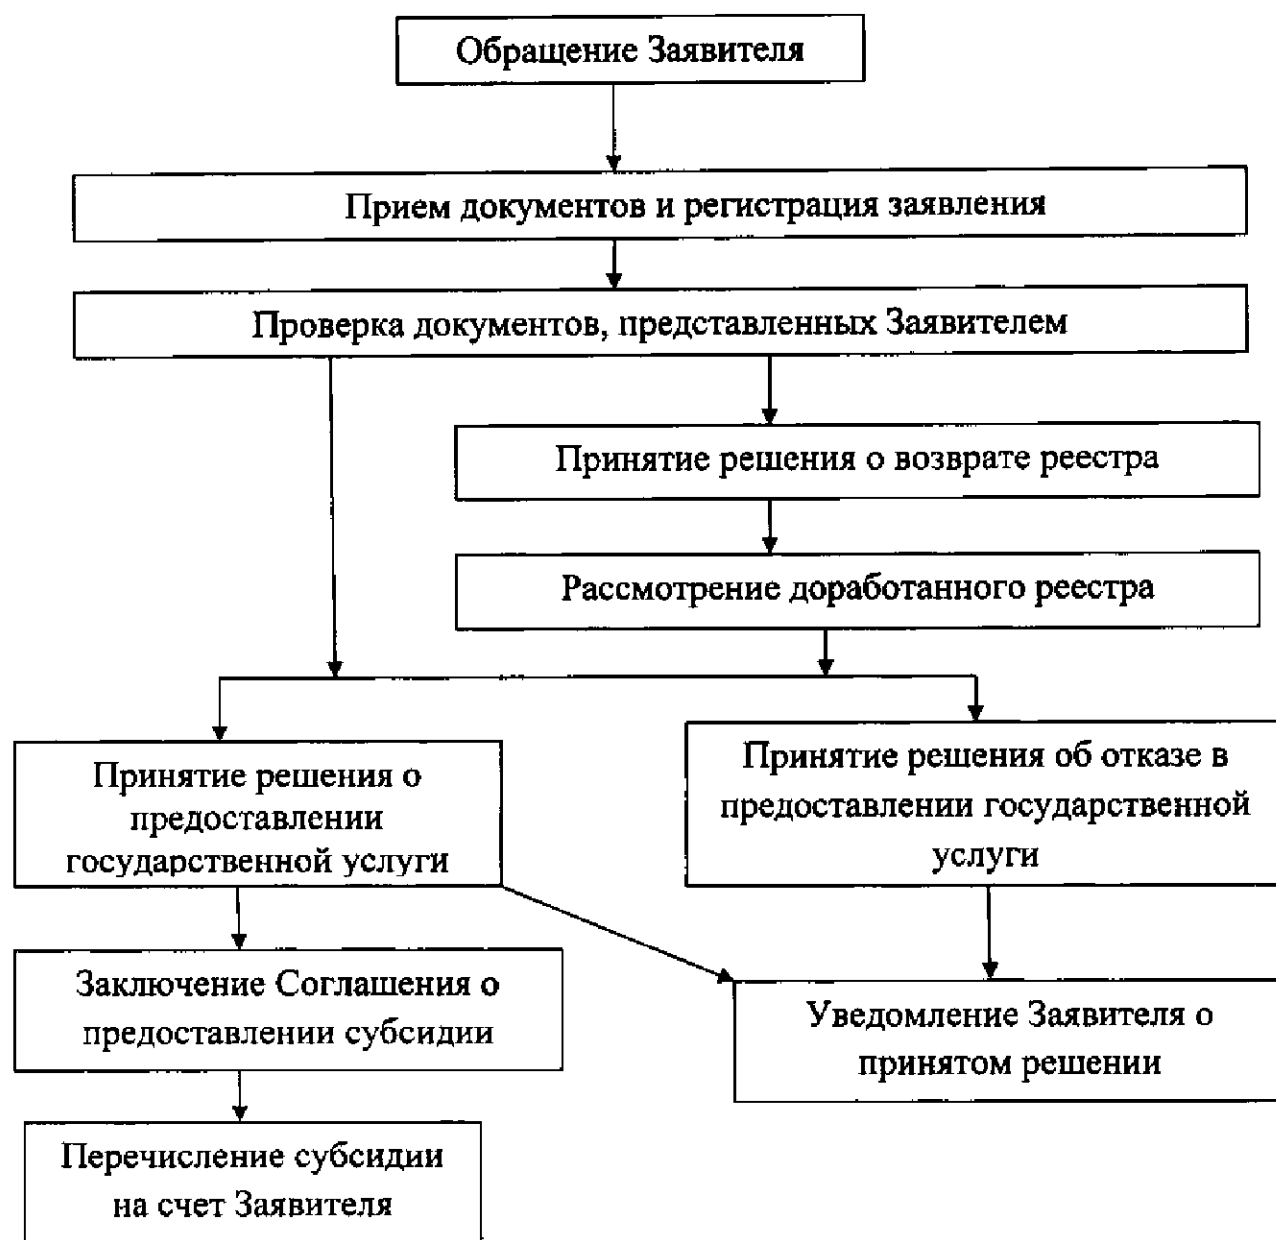 Обращение Заявителя
Прием документов и регистрация заявления
Проверка документов, представленных Заявителем
Принятие решения о возврате реестра
Рассмотрение доработанного реестра
Принятие решения о
предоставлении
государственной услуги
Принятие решения об отказе в
предоставлении государственной
услуги
Заключение Соглашения о
предоставлении субсидии
Уведомление Заявителя о
принятом решении
Перечисление субсидии
на счет Заявителя